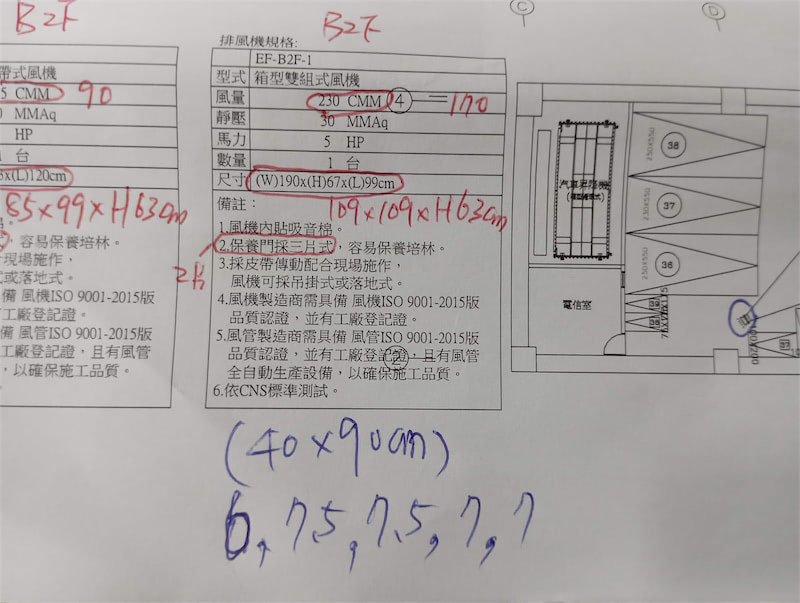 B2F
帶式風機
5 CMM 90
0 MMAq
HP
1 台
3x(L)120cm
85x99xH63cm
容易保養培林。
合現場施作，
式或落地式。
備 風機ISO 9001-2015版
有工廠登記證。
備 風管ISO 9001-2015版
廠登記證，且有風管
，以確保施工品質。
B2F
排風機規格:
EF-B2F-1
型式 箱型雙組式風機
風量 230 CMM ④ =170
靜壓 30 MMAq
馬力 5 HP
數量 1 台
尺寸 (W)190x(H)67x(L)99cm
備註： 109x109xH63cm
1.風機內貼吸音棉。
2.保養門採三片式，容易保養培林。
3.採皮帶傳動配合現場施作，
風機可採吊掛式或落地式。
4.風機製造商需具備 風機ISO 9001-2015版
品質認證，並有工廠登記證。
5.風管製造商需具備 風管ISO 9001-2015版
品質認證，並有工廠登記證，且有風管
全自動生產設備，以確保施工品質。
6.依CNS標準測試。
(40x90cm)
6, 7.5, 7.5, 7, 7
C
D
汽車昇降機
電信室
250X550
38
250X550
37
250X550
36